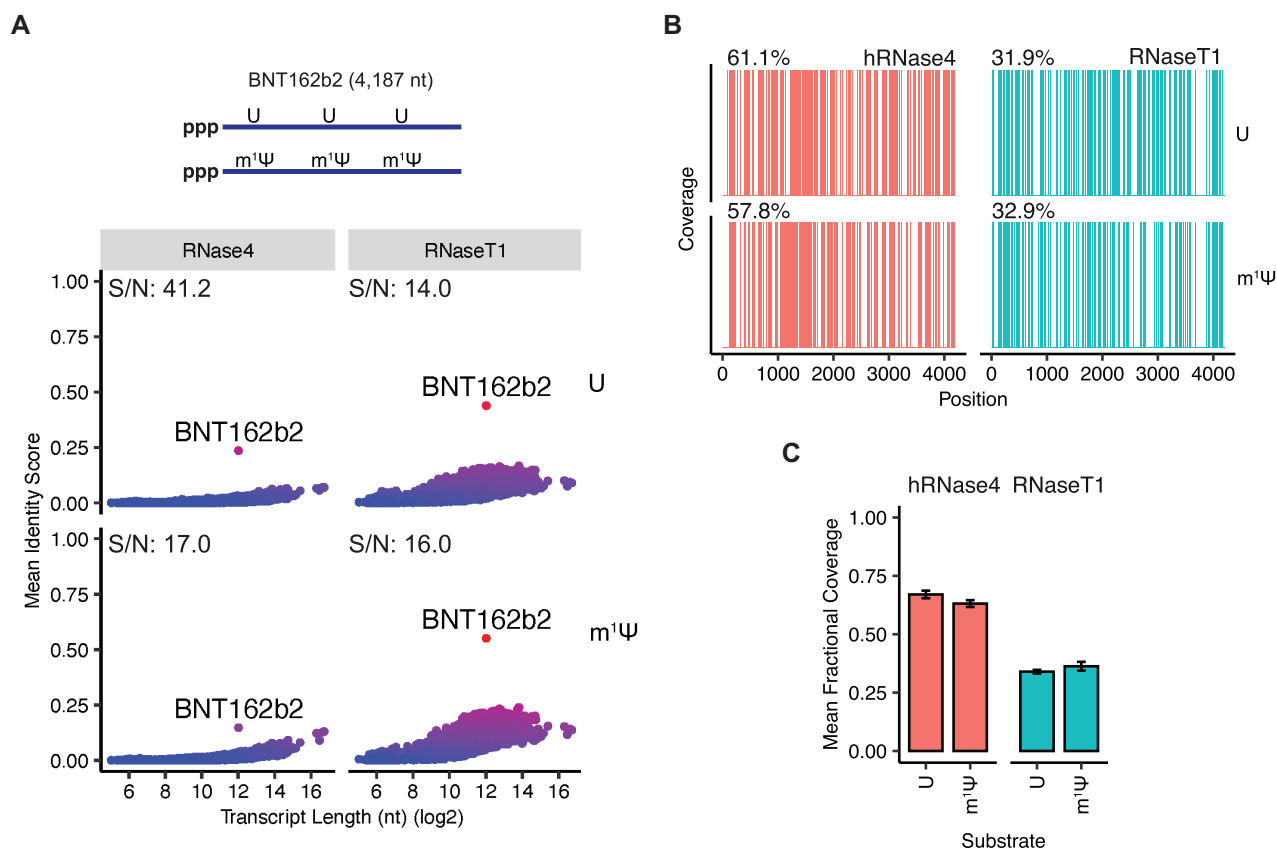 A
BNT162b2 (4,187 nt)
U U U
ppp
m¹Ψ m¹Ψ m¹Ψ
ppp
RNase4 RNaseT1
S/N: 41.2 S/N: 14.0
1.00
0.75
0.50
0.25
0.00
BNT162b2 BNT162b2
U
S/N: 17.0 S/N: 16.0
1.00
0.75
0.50
0.25
0.00
BNT162b2 BNT162b2
m¹Ψ
Mean Identity Score
6 8 10 12 14 16 6 8 10 12 14 16
Transcript Length (nt) (log2)
B
61.1% hRNase4 31.9% RNaseT1
U
57.8% 32.9%
m¹Ψ
Coverage
0 1000 2000 3000 4000 0 1000 2000 3000 4000
Position
C
hRNase4 RNaseT1
1.00
0.75
0.50
0.25
0.00
Mean Fractional Coverage
U m¹Ψ U m¹Ψ
Substrate